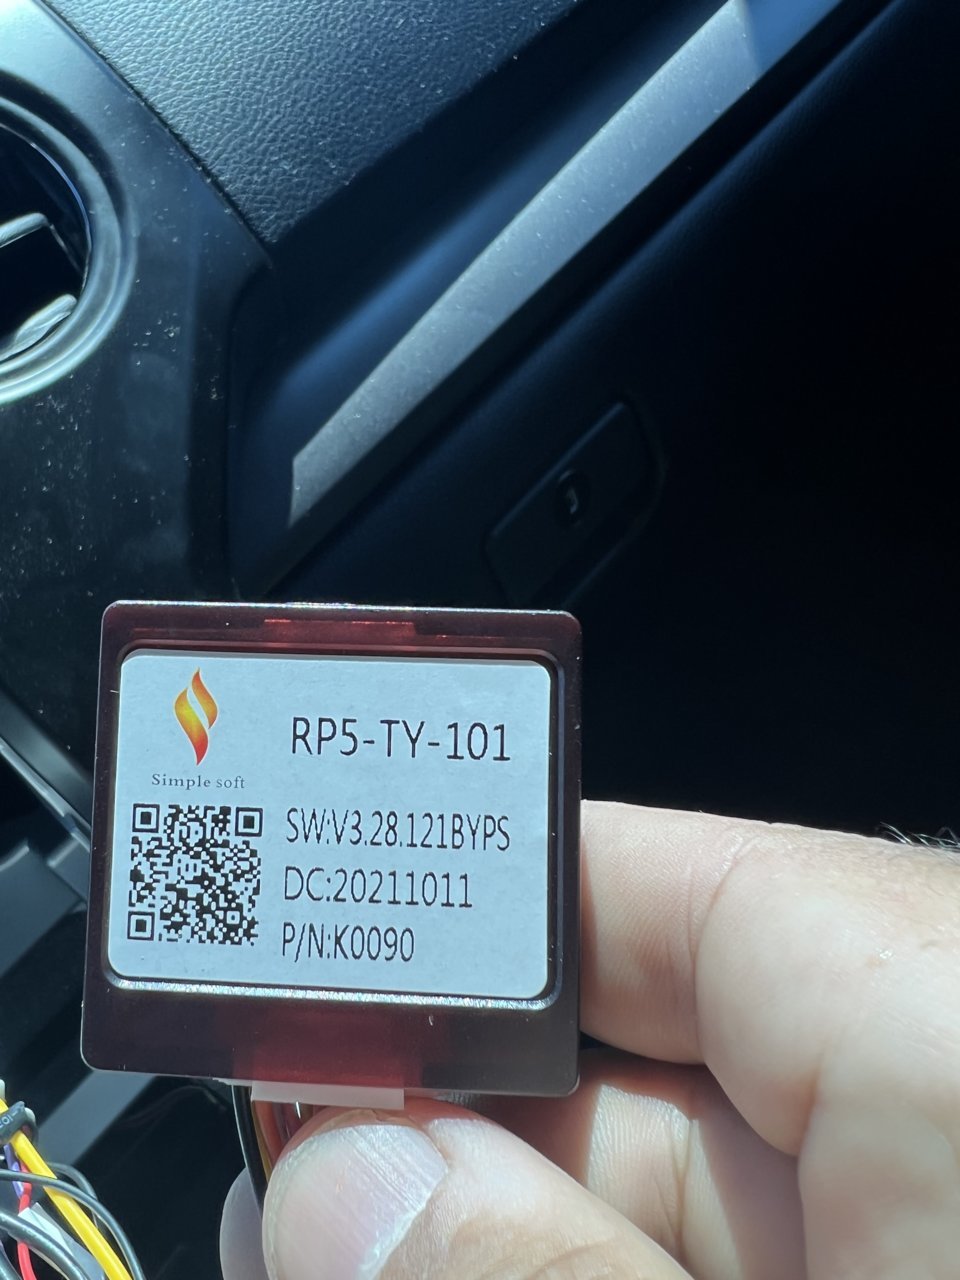 RP5-TY-101
Simple soft
SW:V3.28.121BYPS
DC:20211011
P/N:K0090